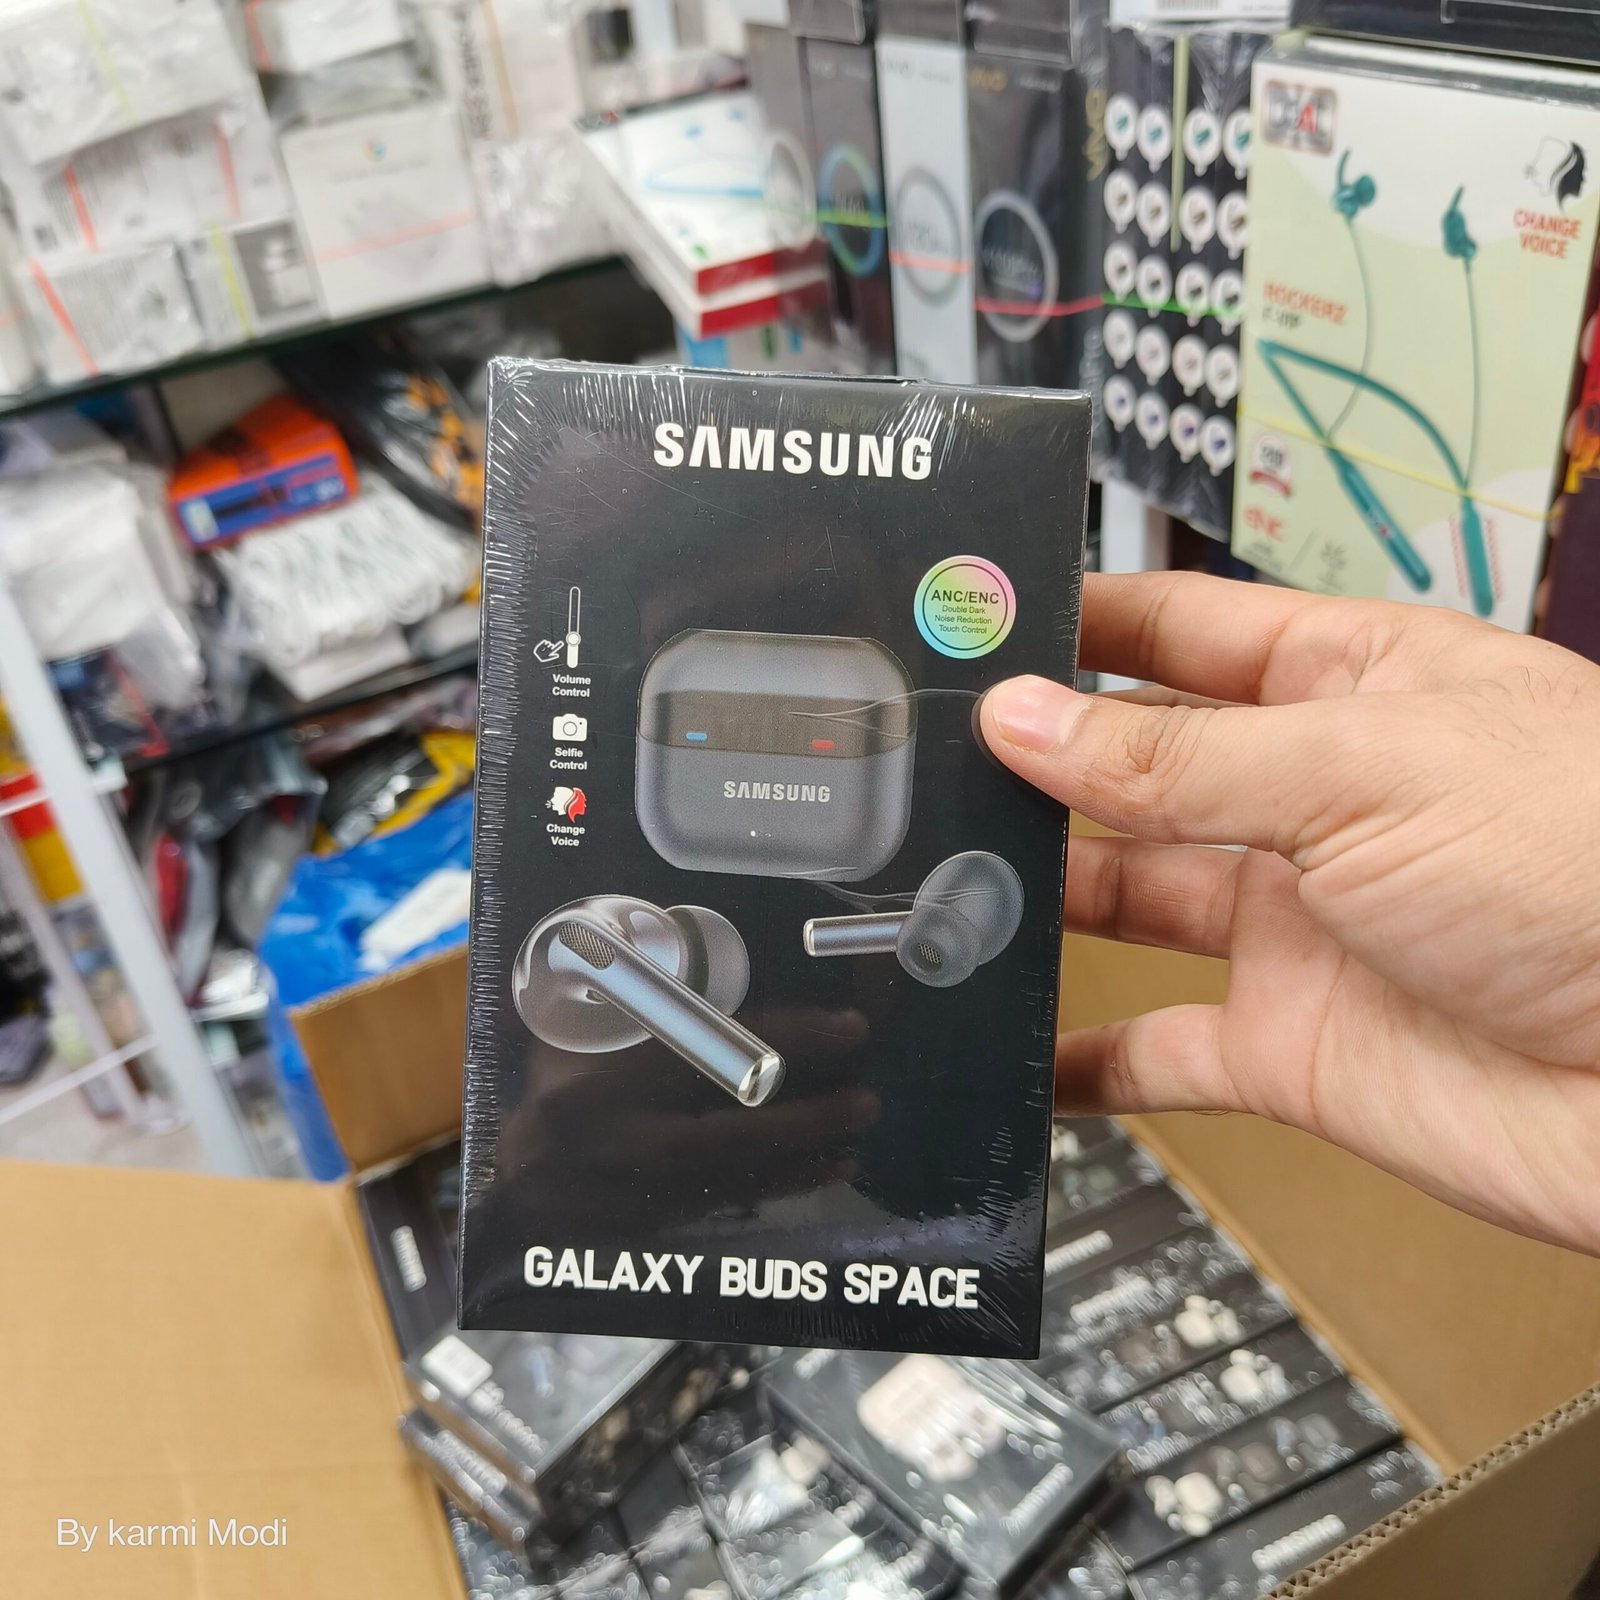 SAMSUNG
ANC/ENC
Double Dark
Noise Reduction
Touch Control
Volume
Control
Selfie
Control
Change
Voice
SAMSUNG
GALAXY BUDS SPACE
CHANGE
VOICE
ROCKERZ
By karmi Modi